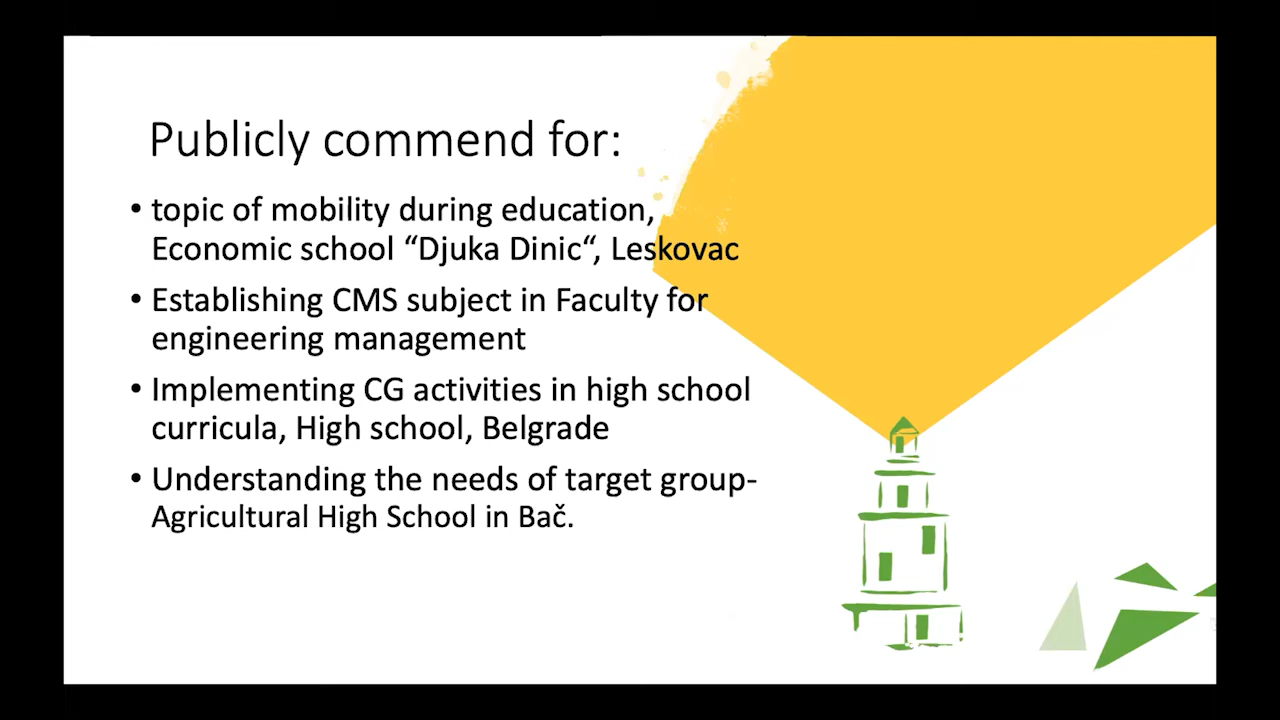 Publicly commend for:
• topic of mobility during education,
Economic school “Djuka Dinic“, Leskovac
• Establishing CMS subject in Faculty for
engineering management
• Implementing CG activities in high school
curricula, High school, Belgrade
• Understanding the needs of target group-
Agricultural High School in Bač.